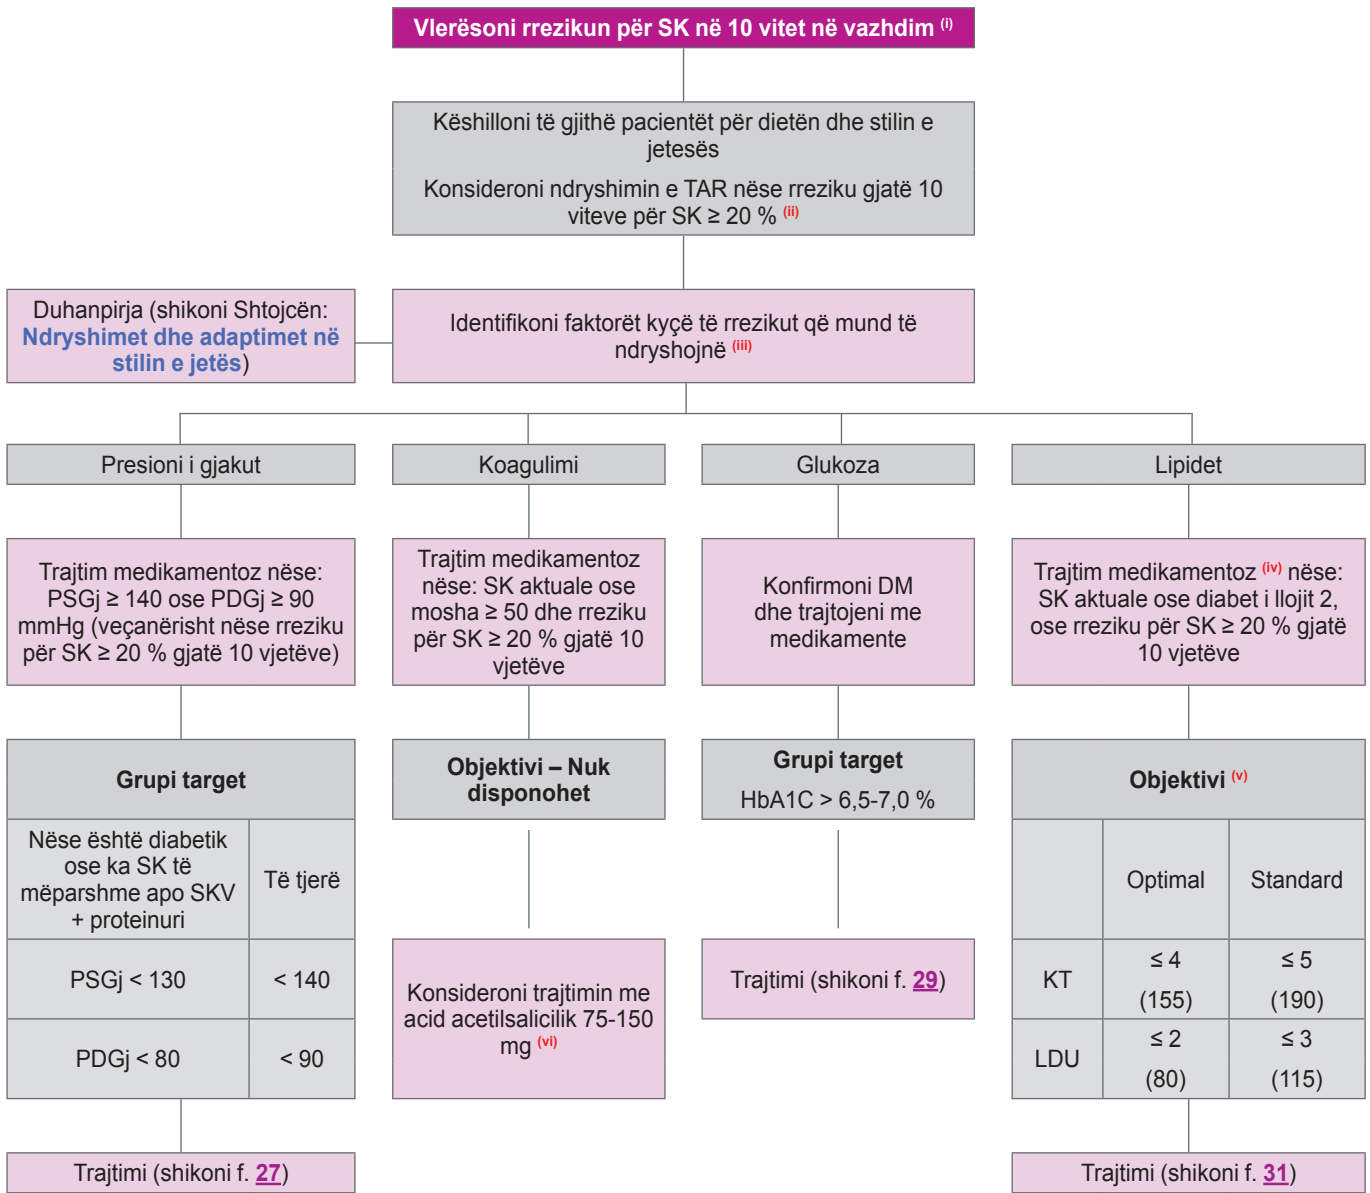 Vlerësoni rrezikun për SK në 10 vitet në vazhdim (i)
Këshilloni të gjithë pacientët për dietën dhe stilin e
jetesës
Konsideroni ndryshimin e TAR nëse rreziku gjatë 10
viteve për SK ≥ 20 % (ii)
Duhanpirja (shikoni Shtojcën:
Ndryshimet dhe adaptimet në
stilin e jetës)
Identifikoni faktorët kyçë të rrezikut që mund të
ndryshojnë (iii)
Presioni i gjakut
Koagulimi
Glukoza
Lipidet
Trajtim medikamentoz nëse:
PSGj ≥ 140 ose PDGj ≥ 90
mmHg (veçanërisht nëse rreziku
për SK ≥ 20 % gjatë 10 vjetëve)
Trajtim medikamentoz
nëse: SK aktuale ose
mosha ≥ 50 dhe rreziku
për SK ≥ 20 % gjatë 10
vjetëve
Konfirmoni DM
dhe trajtojeni me
medikamente
Trajtim medikamentoz (iv) nëse:
SK aktuale ose diabet i llojit 2,
ose rreziku për SK ≥ 20 % gjatë
10 vjetëve
Grupi target
Nëse është diabetik
ose ka SK të
mëparshme apo SKV
+ proteinuri
Të tjerë
PSGj < 130
< 140
PDGj < 80
< 90
Trajtimi (shikoni f. 27)
Objektivi – Nuk
disponohet
Konsideroni trajtimin me
acid acetilsalicilik 75-150
mg (vi)
Grupi target
HbA1C > 6,5-7,0 %
Trajtimi (shikoni f. 29)
Objektivi (v)
Optimal
Standard
KT
≤ 4
(155)
≤ 5
(190)
LDU
≤ 2
(80)
≤ 3
(115)
Trajtimi (shikoni f. 31)